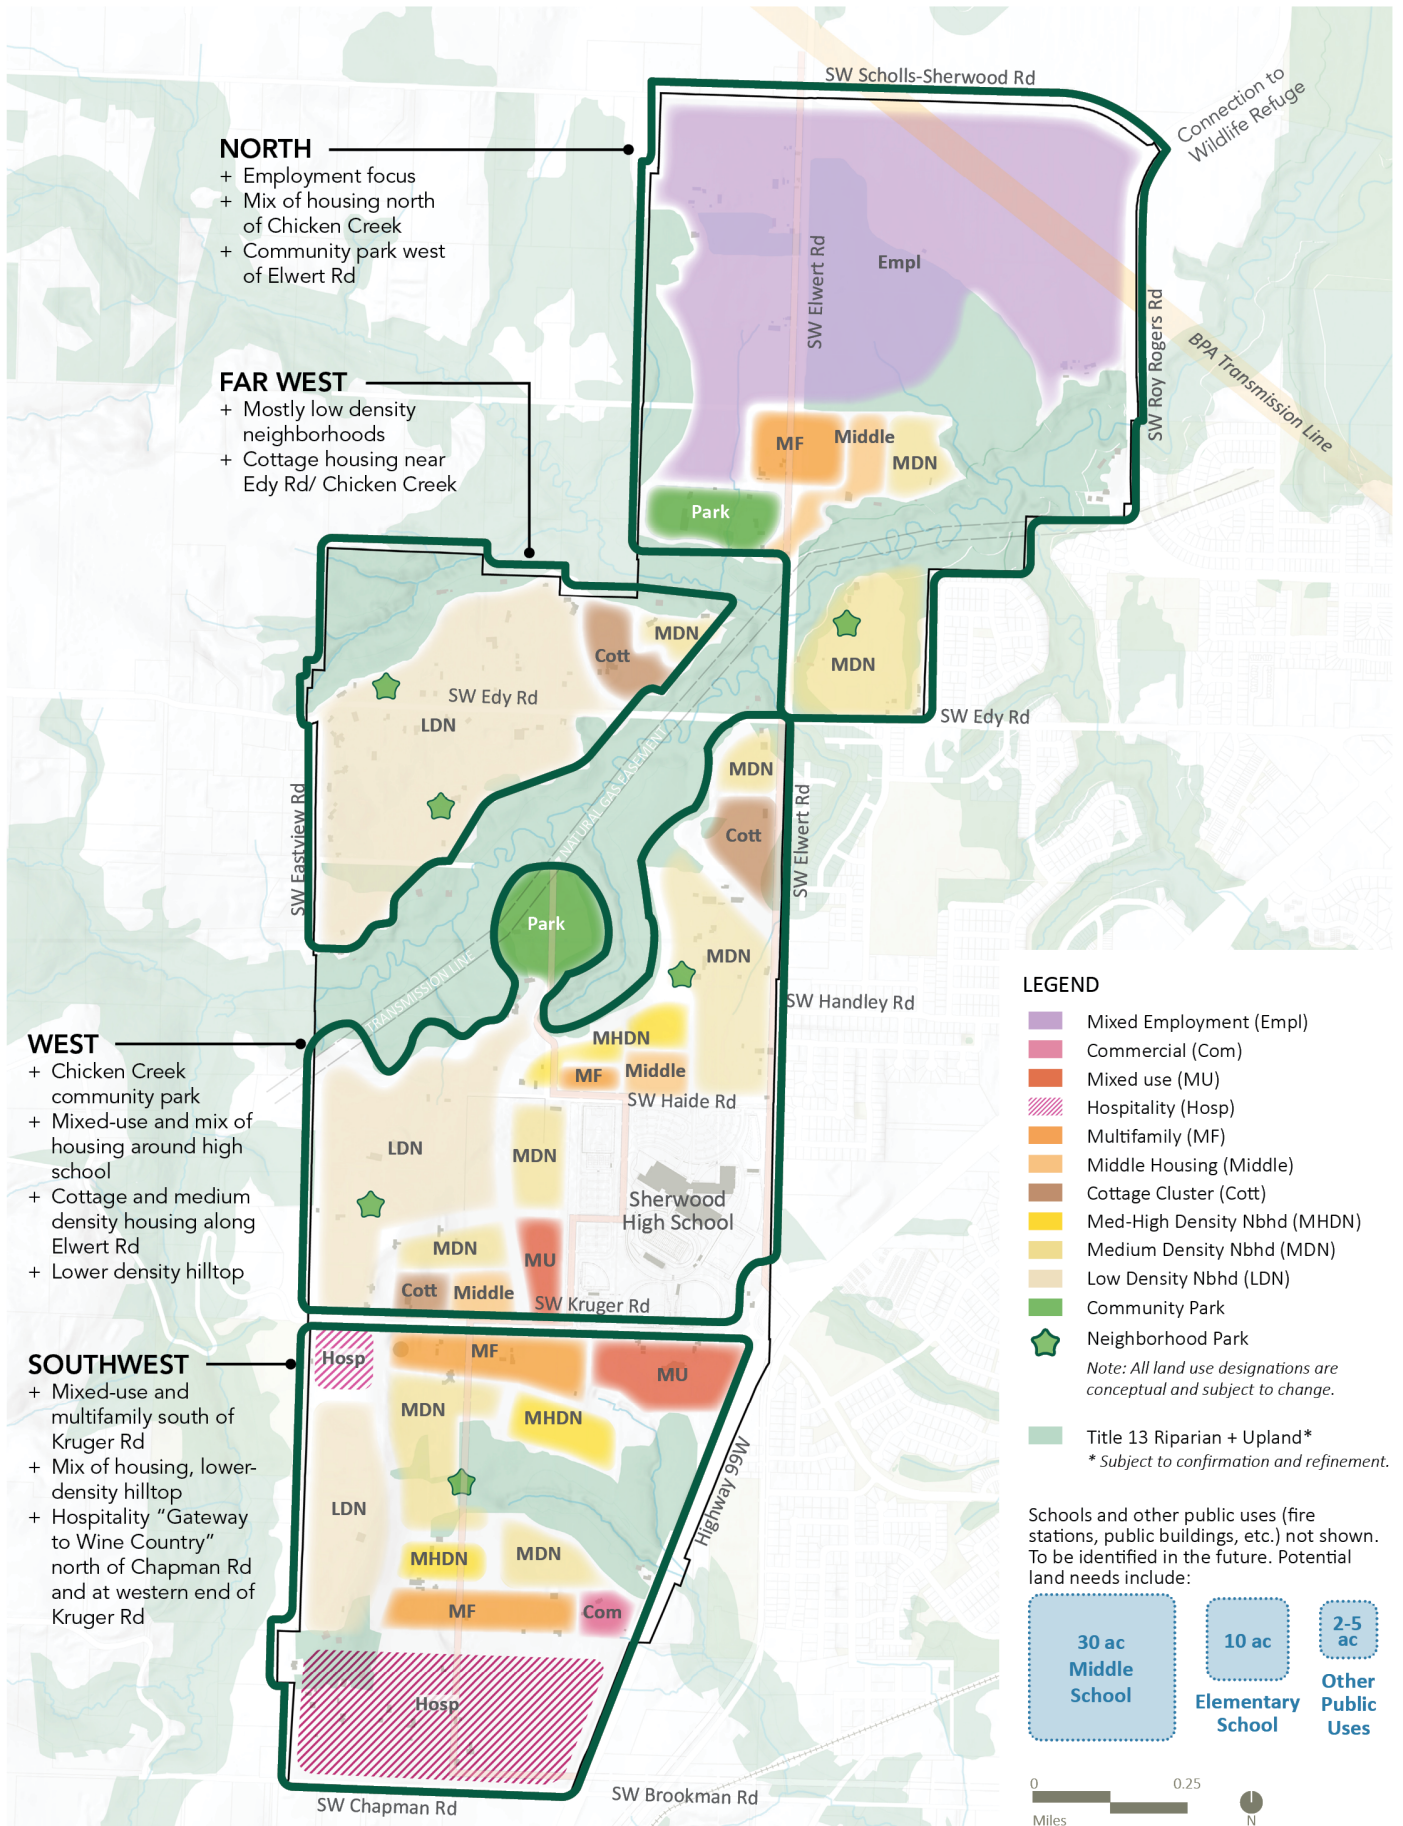 SW Scholls-Sherwood Rd
Connection to
Wildlife Refuge
NORTH
+ Employment focus
+ Mix of housing north
of Chicken Creek
+ Community park west
of Elwert Rd
SW Elwert Rd
Empl
SW Roy Rogers Rd
BPA Transmission Line
FAR WEST
+ Mostly low density
neighborhoods
+ Cottage housing near
Edy Rd/ Chicken Creek
MF
Middle
MDN
Park
MDN
Cott
MDN
SW Edy Rd
LDN
SW Edy Rd
NATURAL GAS EASEMENT
MDN
Cott
SW Elwert Rd
SW Eastview Rd
Park
MDN
TRANSMISSION LINE
SW Handley Rd
WEST
+ Chicken Creek
community park
+ Mixed-use and mix of
housing around high
school
+ Cottage and medium
density housing along
Elwert Rd
+ Lower density hilltop
MHDN
MF
Middle
SW Haide Rd
LDN
MDN
Sherwood
High School
MDN
MU
Cott
Middle
SW Kruger Rd
SOUTHWEST
+ Mixed-use and
multifamily south of
Kruger Rd
+ Mix of housing, lower-
density hilltop
+ Hospitality “Gateway
to Wine Country”
north of Chapman Rd
and at western end of
Kruger Rd
Hosp
MF
MU
MDN
MHDN
Highway 99W
LDN
MHDN
MDN
MF
Com
Hosp
SW Chapman Rd
SW Brookman Rd
LEGEND
Mixed Employment (Empl)
Commercial (Com)
Mixed use (MU)
Hospitality (Hosp)
Multifamily (MF)
Middle Housing (Middle)
Cottage Cluster (Cott)
Med-High Density Nbhd (MHDN)
Medium Density Nbhd (MDN)
Low Density Nbhd (LDN)
Community Park
Neighborhood Park
Note: All land use designations are
conceptual and subject to change.
Title 13 Riparian + Upland*
* Subject to confirmation and refinement.
Schools and other public uses (fire
stations, public buildings, etc.) not shown.
To be identified in the future. Potential
land needs include:
30 ac
Middle
School
10 ac
Elementary
School
2-5
ac
Other
Public
Uses
0 0.25
Miles
N